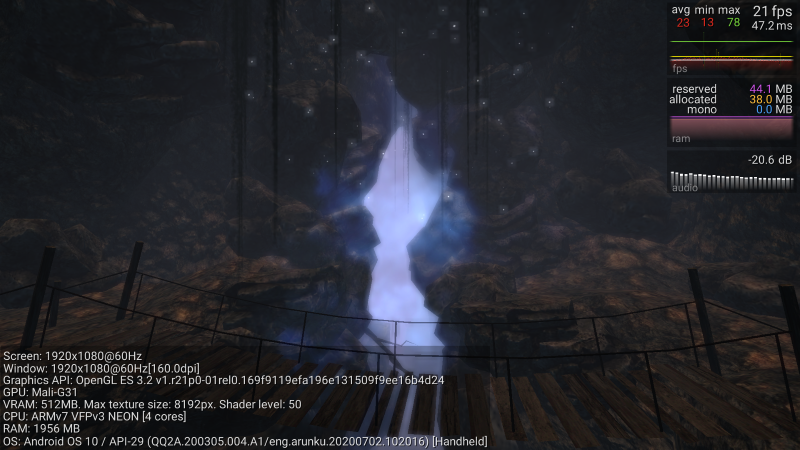 avg min max 21 fps
23 13 78 47.2 ms
fps
reserved 44.1 MB
allocated 38.0 MB
mono 0.0 MB
ram
-20.6 dB
audio
Screen: 1920x1080@60Hz
Window: 1920x1080@60Hz[160.0dpi]
Graphics API: OpenGL ES 3.2 v1.r21p0-01rel0.169f9119efa196e131509f9ee16b4d24
GPU: Mali-G31
VRAM: 512MB. Max texture size: 8192px. Shader level: 50
CPU: ARMv7 VFPv3 NEON [4 cores]
RAM: 1956 MB
OS: Android OS 10 / API-29 (QQ2A.200305.004.A1/eng.arunku.20200702.102016) [Handheld]